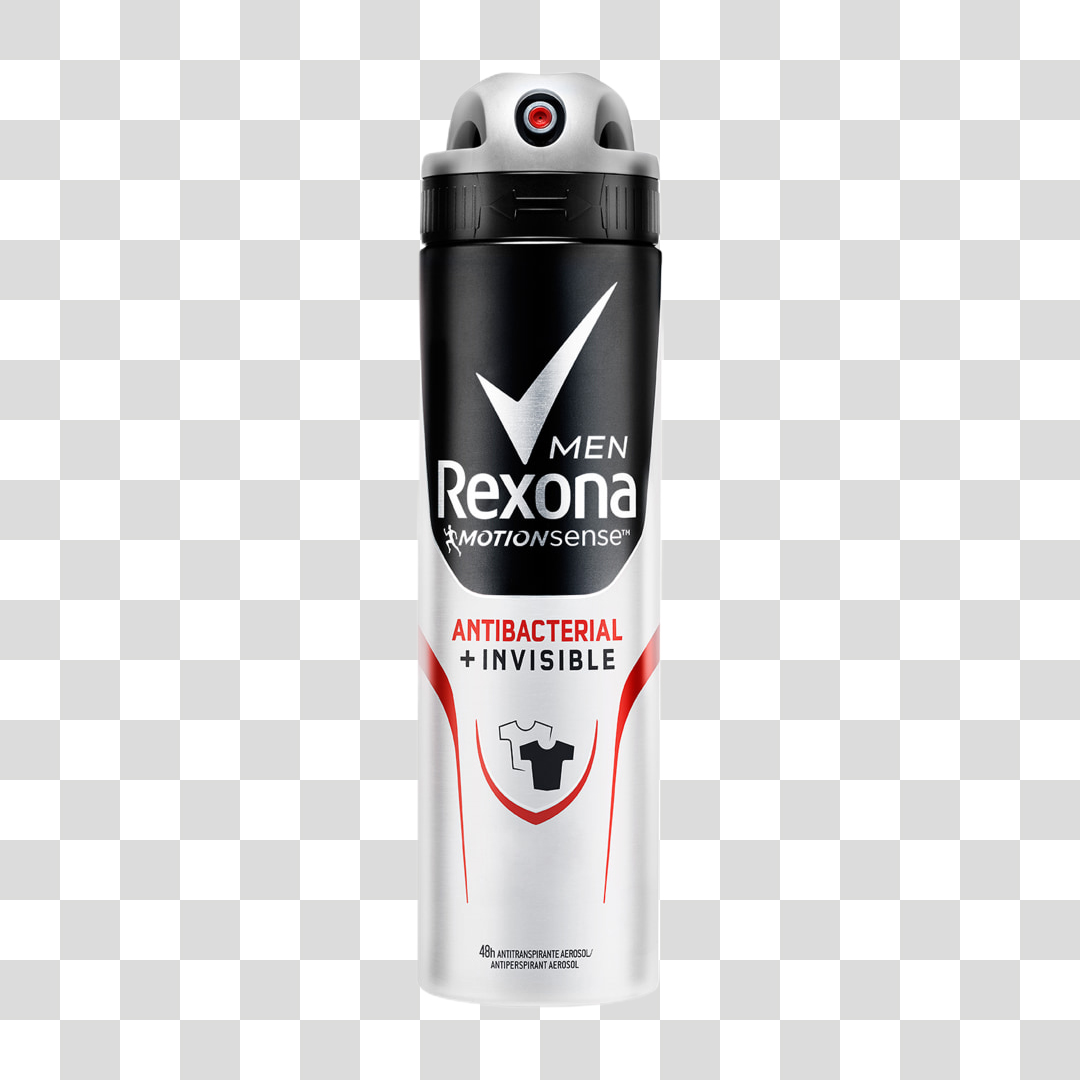 MEN
Rexona
MOTIONsense™
ANTIBACTERIAL
+INVISIBLE
48h ANTITRANSPIRANTE AEROSOL/
ANTIPERSPIRANT AEROSOL